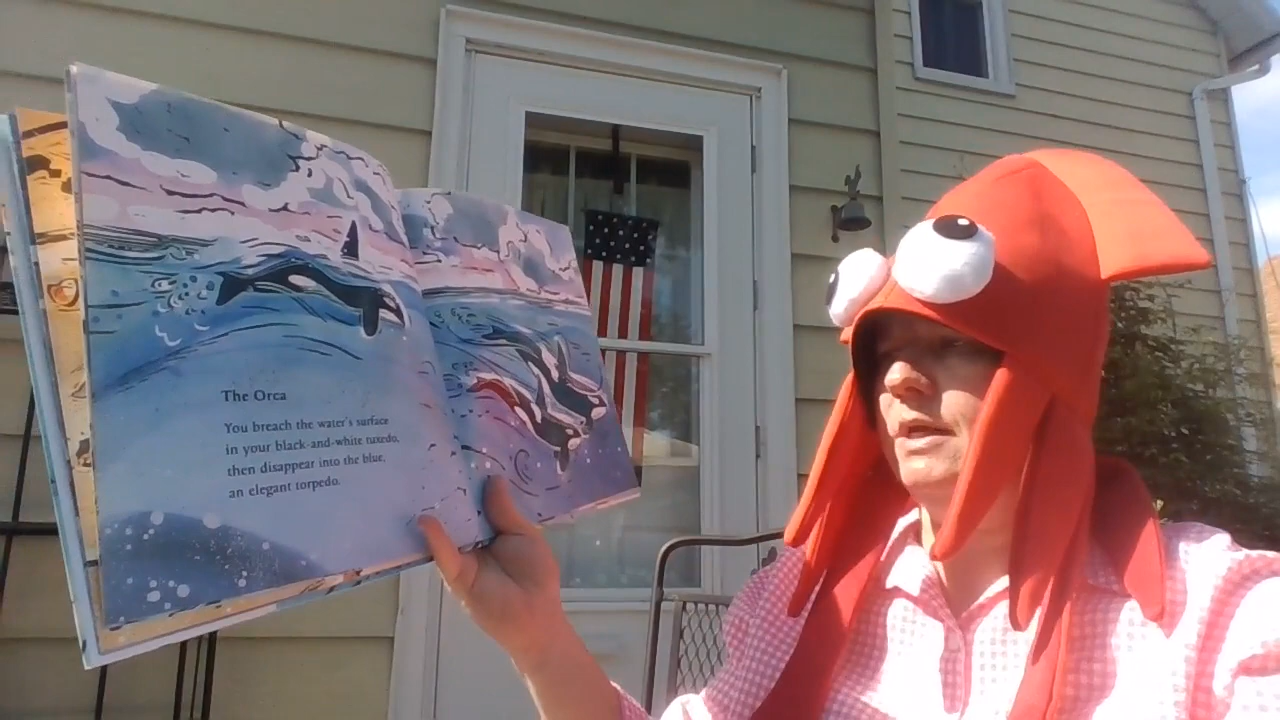 The Orca
You breach the water's surface
in your black-and-white tuxedo,
then disappear into the blue,
an elegant torpedo.